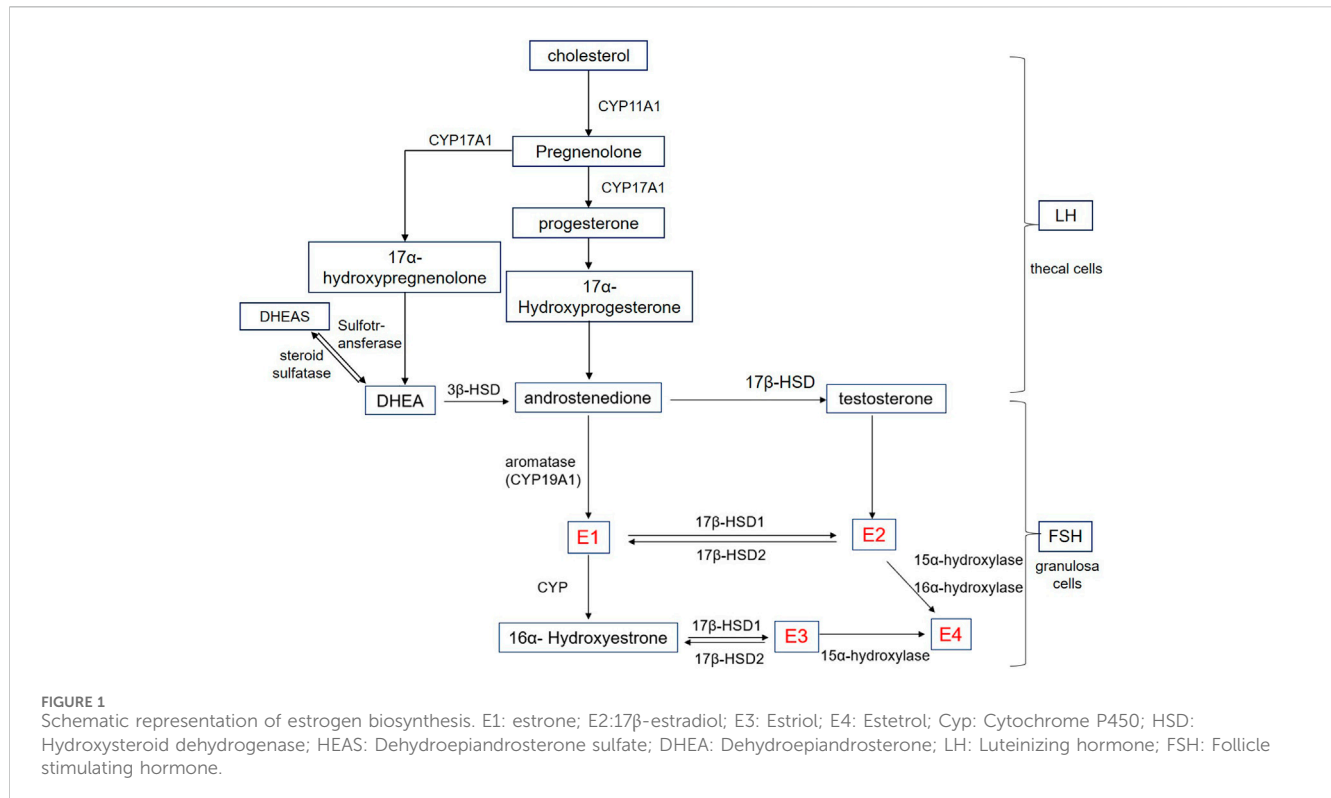 cholesterol
CYP11A1
CYP17A1
Pregnenolone
CYP17A1
LH
progesterone
thecal cells
17α-
hydroxypregnenolone
17α-
Hydroxyprogesterone
DHEAS
Sulfotr-
ansferase
steroid
sulfatase
3β-HSD
17β-HSD
DHEA
androstenedione
testosterone
aromatase
(CYP19A1)
17β-HSD1
E1
E2
FSH
17β-HSD2
15α-hydroxylase
granulosa
cells
CYP
16α-hydroxylase
17β-HSD1
16α- Hydroxyestrone
E3
E4
17β-HSD2
15α-hydroxylase
FIGURE 1
Schematic representation of estrogen biosynthesis. E1: estrone; E2:17β-estradiol; E3: Estriol; E4: Estetrol; Cyp: Cytochrome P450; HSD:
Hydroxysteroid dehydrogenase; HEAS: Dehydroepiandrosterone sulfate; DHEA: Dehydroepiandrosterone; LH: Luteinizing hormone; FSH: Follicle
stimulating hormone.